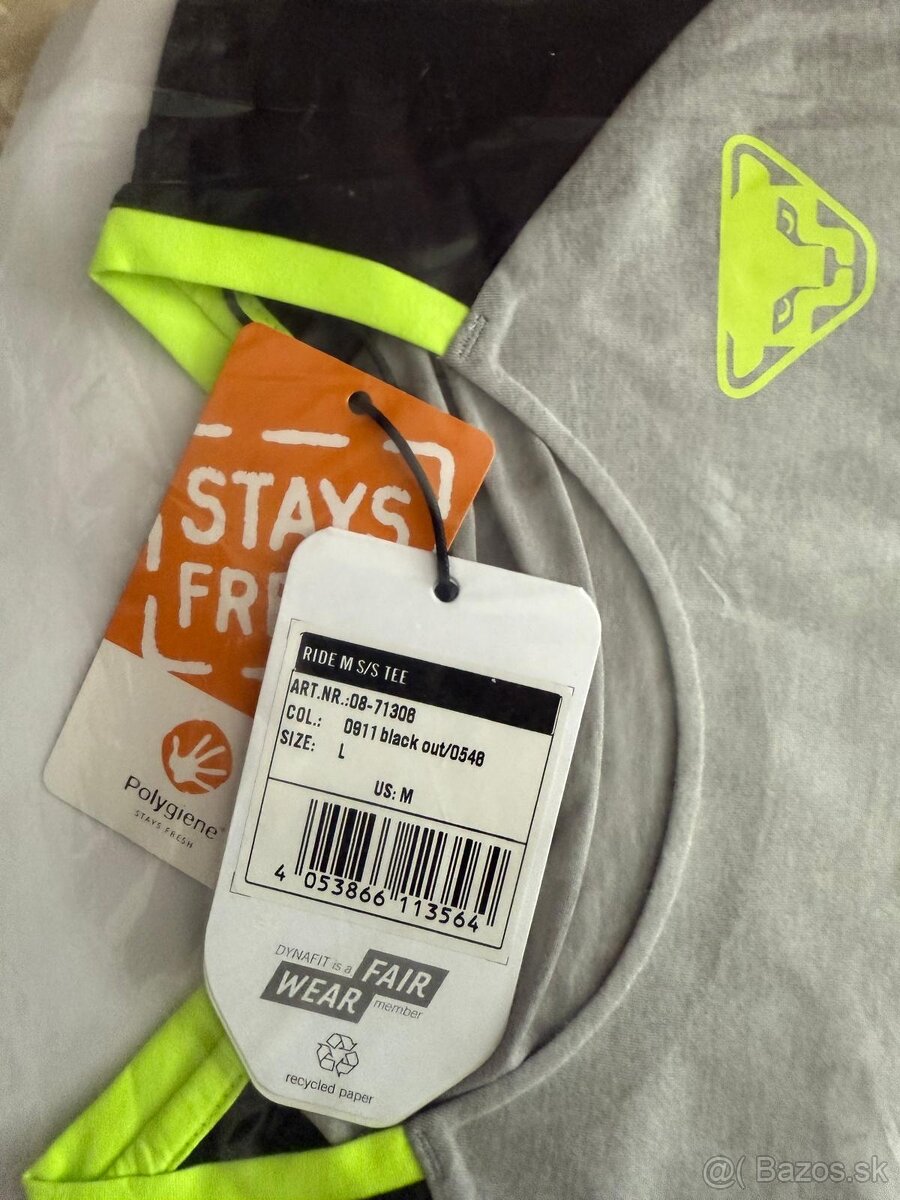 STAYS
FRE
Polygiene
STAYS FRESH
RIDE M S/S TEE
ART.NR.:08-71308
COL.: 0911 black out/0548
SIZE: L
US: M
4 053866 113564
DYNAFIT is a FAIR
WEAR member
recycled paper
@( Bazos.sk